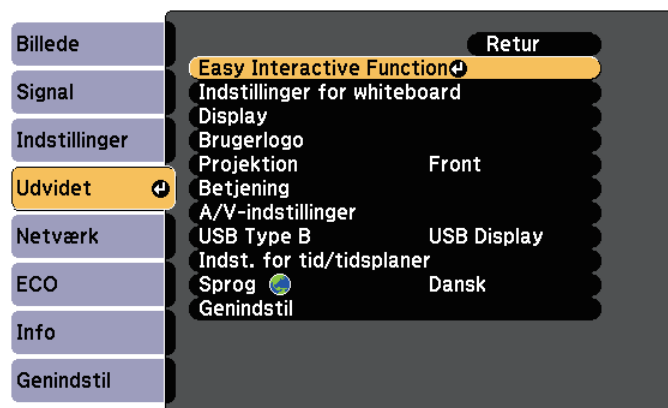 Billede
Signal
Indstillinger
Udvidet
Netværk
ECO
Info
Genindstil
Retur
Easy Interactive Function
Indstillinger for whiteboard
Display
Brugerlogo
Projektion Front
Betjening
A/V-indstillinger
USB Type B USB Display
Indst. for tid/tidsplaner
Sprog Dansk
Genindstil